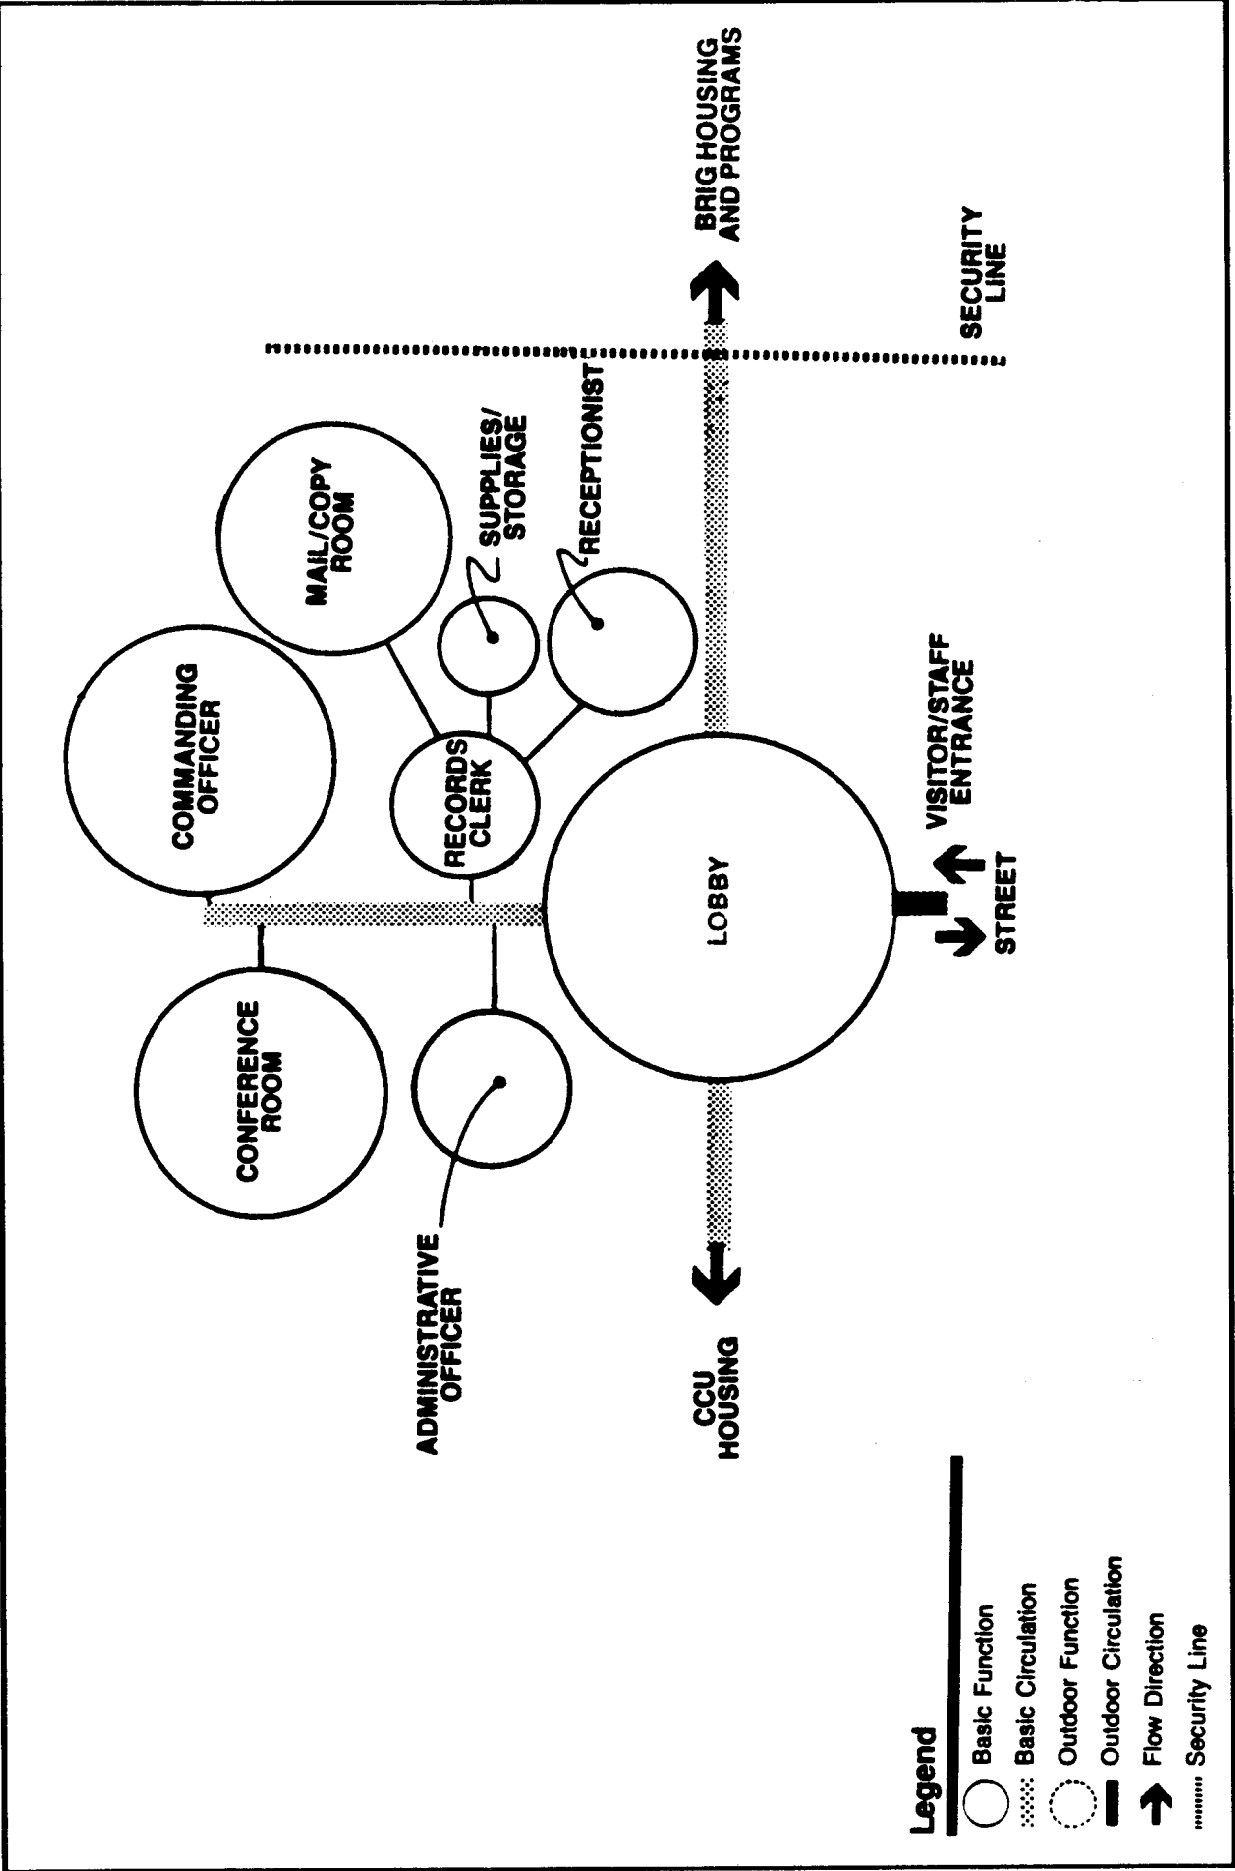 COMMANDING
OFFICER
MAIL/COPY
ROOM
CONFERENCE
ROOM
SUPPLIES/
STORAGE
RECORDS
CLERK
RECEPTIONIST
ADMINISTRATIVE
OFFICER
CCU
HOUSING
LOBBY
BRIG HOUSING
AND PROGRAMS
VISITOR/STAFF
ENTRANCE
STREET
SECURITY
LINE
Legend
Basic Function
Basic Circulation
Outdoor Function
Outdoor Circulation
Flow Direction
Security Line